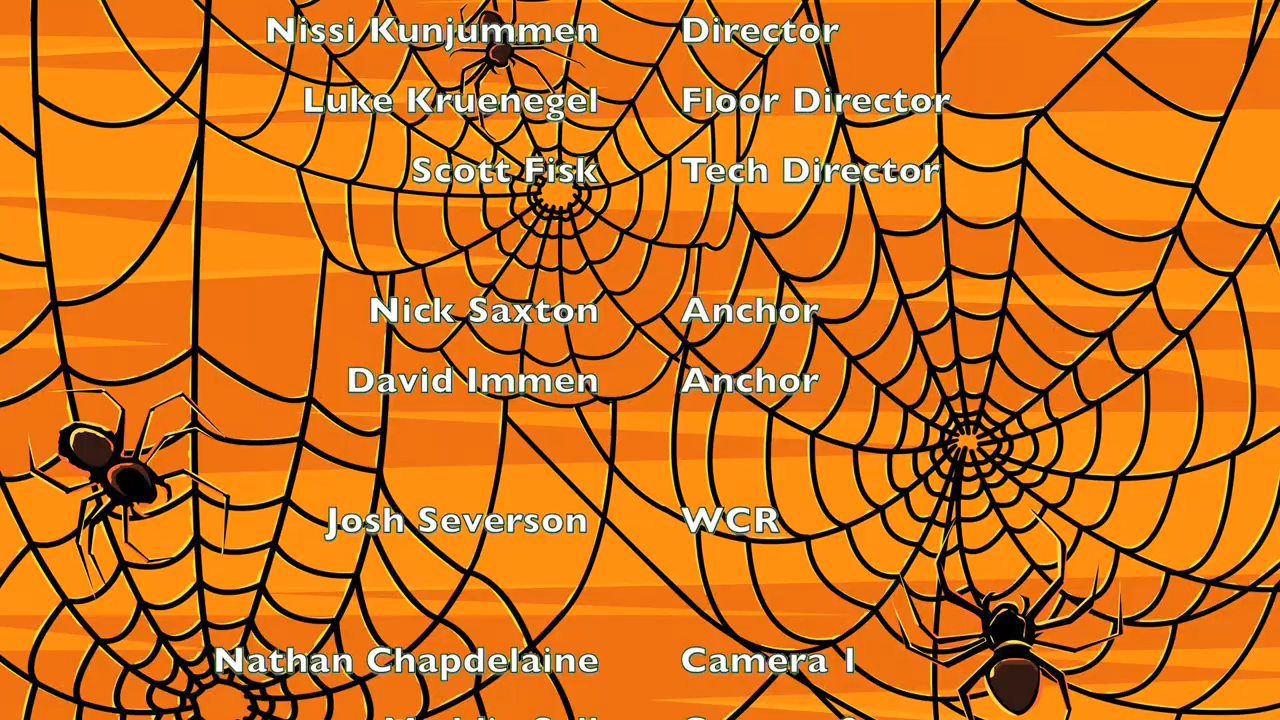 Nissi Kunjummen Director
Luke Kruenegel Floor Director
Scott Fisk Tech Director
Nick Saxton Anchor
David Immen Anchor
Josh Severson WCR
Nathan Chapdelaine Camera 1